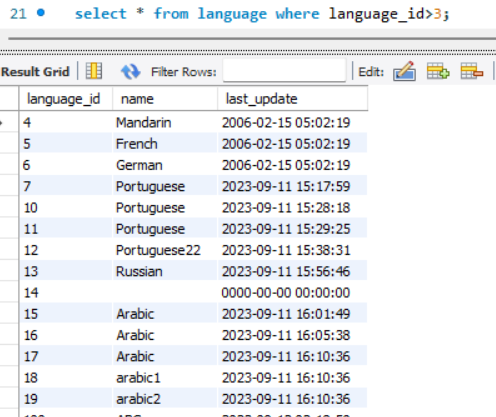 21 select * from language where language_id>3;
Result Grid Filter Rows: Edit:
language_id name last_update
4 Mandarin 2006-02-15 05:02:19
5 French 2006-02-15 05:02:19
6 German 2006-02-15 05:02:19
7 Portuguese 2023-09-11 15:17:59
10 Portuguese 2023-09-11 15:28:18
11 Portuguese 2023-09-11 15:29:25
12 Portuguese22 2023-09-11 15:38:31
13 Russian 2023-09-11 15:56:46
14 0000-00-00 00:00:00
15 Arabic 2023-09-11 16:01:49
16 Arabic 2023-09-11 16:05:38
17 Arabic 2023-09-11 16:10:36
18 arabic1 2023-09-11 16:10:36
19 arabic2 2023-09-11 16:10:36